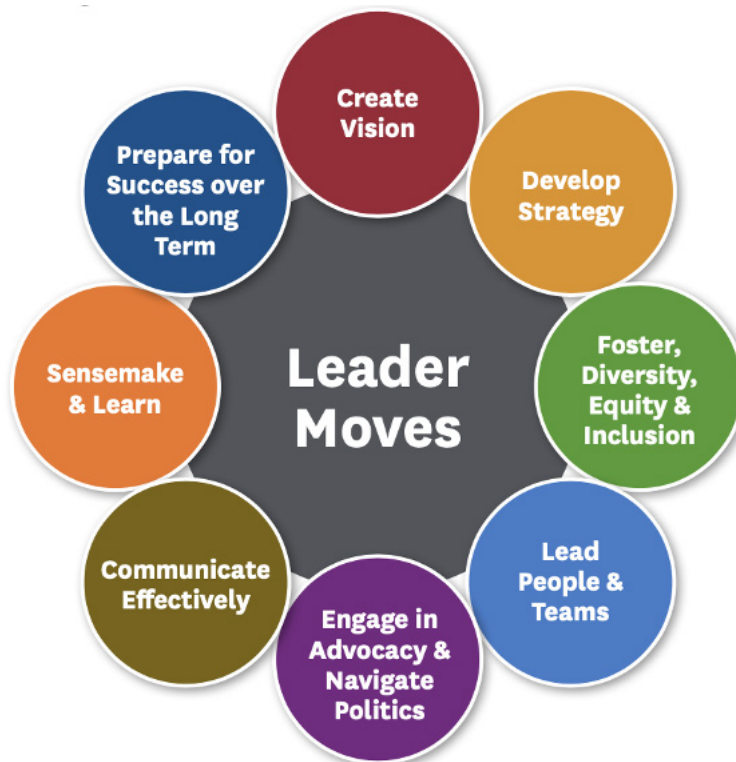 Create
Vision
Develop
Strategy
Foster,
Diversity,
Equity &
Inclusion
Lead
People &
Teams
Engage in
Advocacy &
Navigate
Politics
Communicate
Effectively
Sensemake
& Learn
Prepare for
Success over
the Long
Term
Leader
Moves